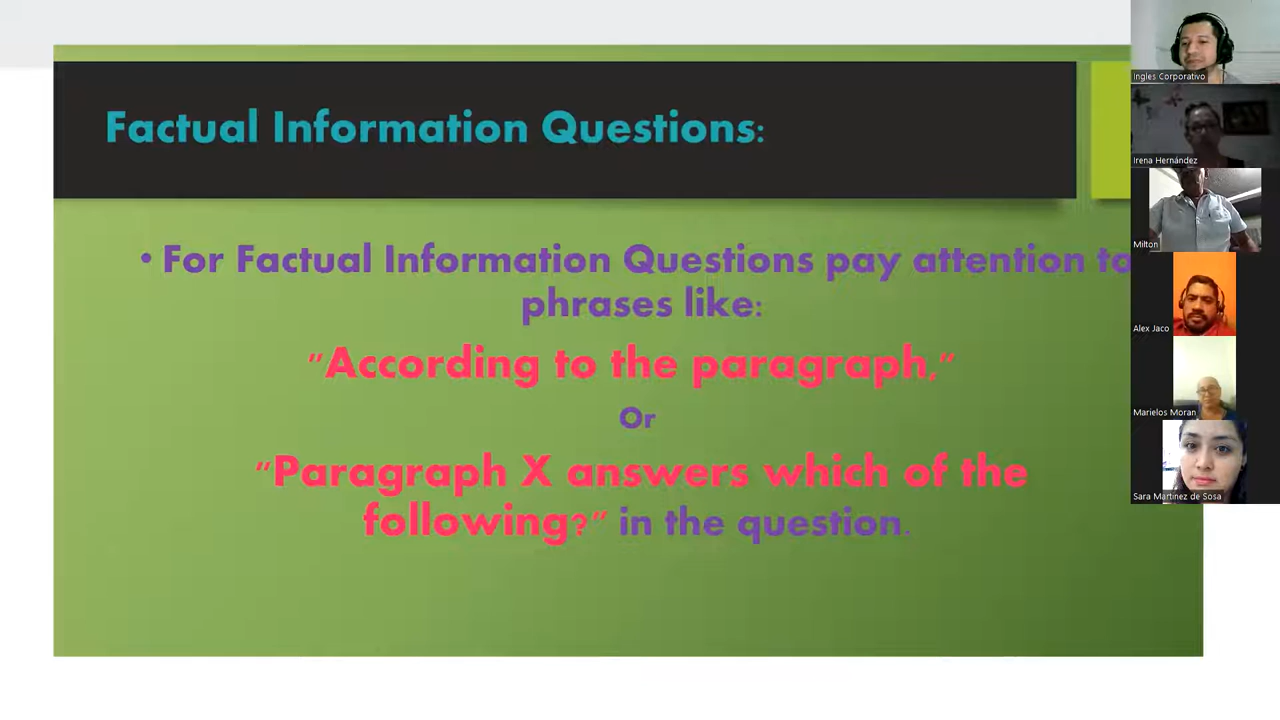 Factual Information Questions:
• For Factual Information Questions pay attention to
phrases like:
"According to the paragraph,"
Or
"Paragraph X answers which of the
following?" in the question.
Ingles Corporativo
Irena Hernández
Milton
Alex Jaco
Marielos Moran
Sara Martinez de Sosa